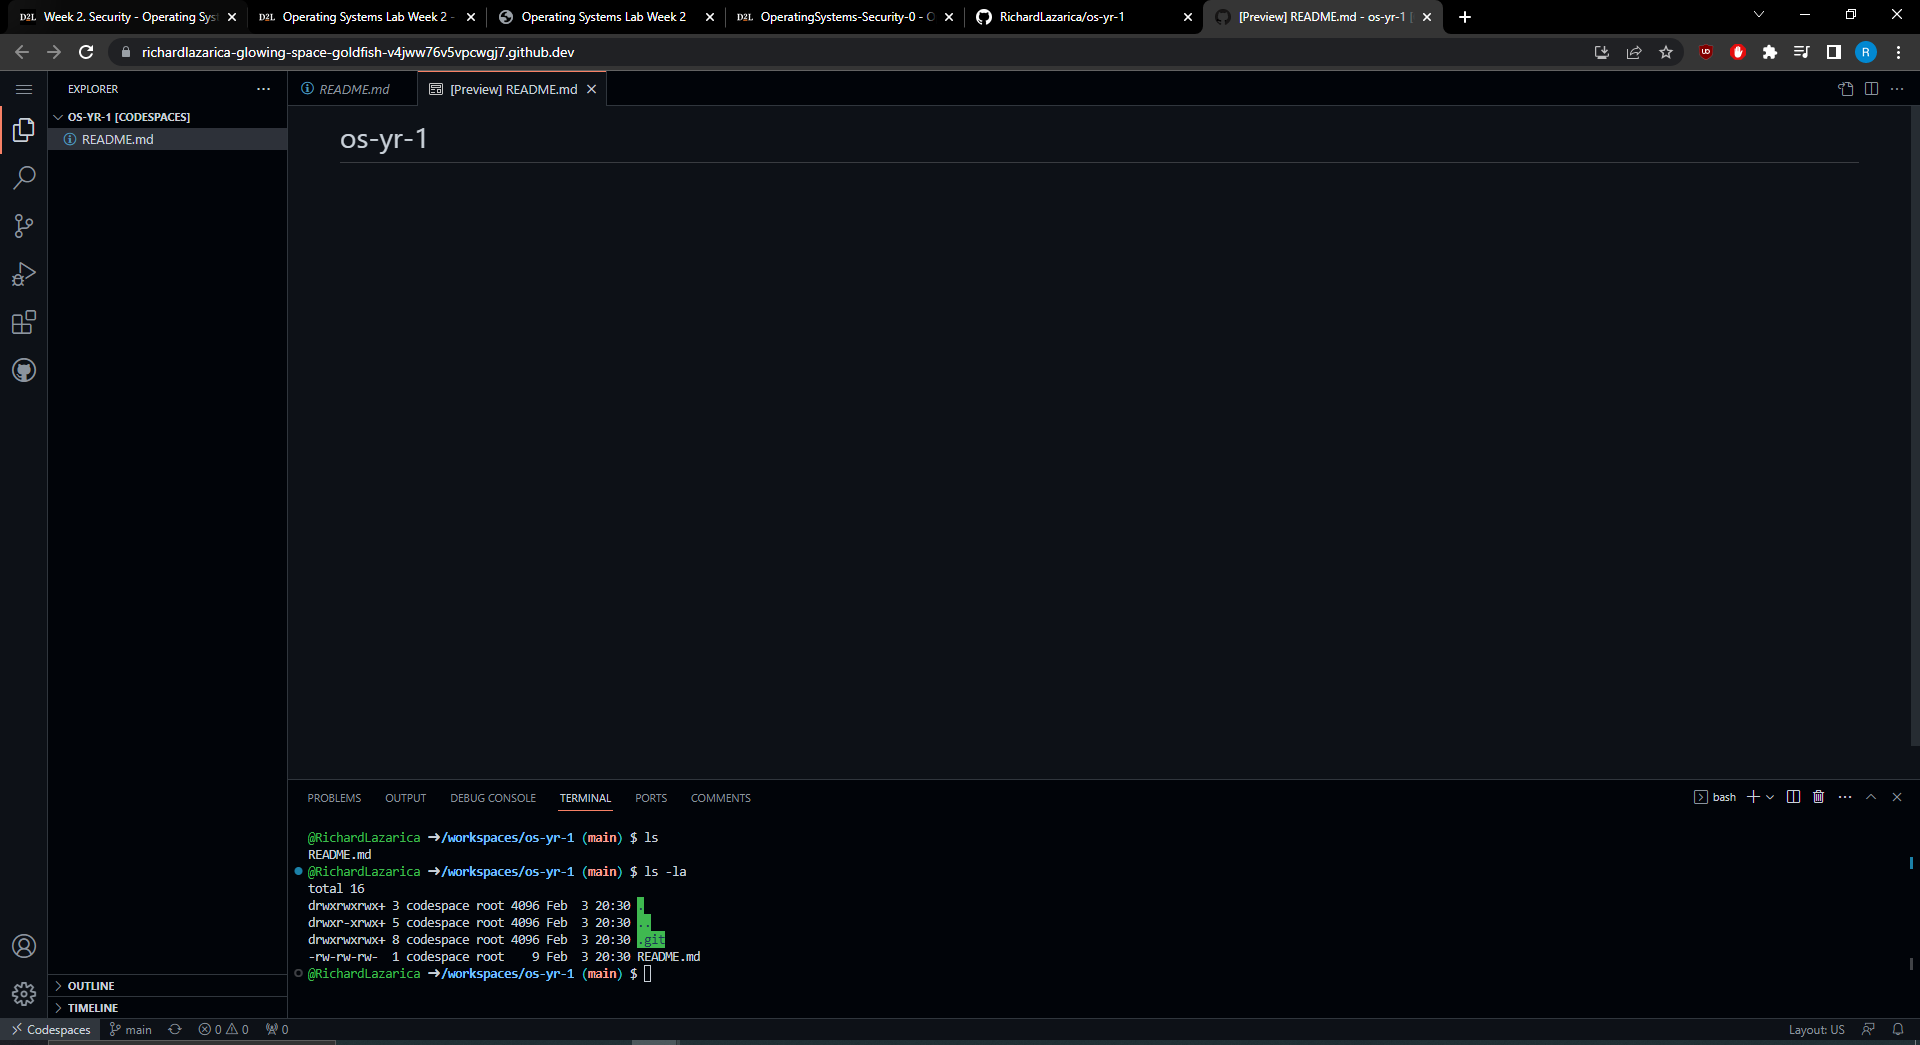 D2L Week 2. Security - Operating Sys
D2L Operating Systems Lab Week 2 -
Operating Systems Lab Week 2
D2L OperatingSystems-Security-0 - O
RichardLazarica/os-yr-1
[Preview] README.md - os-yr-1 [
richardlazarica-glowing-space-goldfish-v4jww76v5vpcwgj7.github.dev
R
EXPLORER
README.md
[Preview] README.md
OS-YR-1 [CODESPACES]
README.md
os-yr-1
PROBLEMS OUTPUT DEBUG CONSOLE TERMINAL PORTS COMMENTS
bash
@RichardLazarica ➜/workspaces/os-yr-1 (main) $ ls
README.md
@RichardLazarica ➜/workspaces/os-yr-1 (main) $ ls -la
total 16
drwxrwxrwx+ 3 codespace root 4096 Feb  3 20:30 .
drwxr-xrwx+ 5 codespace root 4096 Feb  3 20:30 ..
drwxrwxrwx+ 8 codespace root 4096 Feb  3 20:30 .git
-rw-rw-rw-  1 codespace root    9 Feb  3 20:30 README.md
@RichardLazarica ➜/workspaces/os-yr-1 (main) $
OUTLINE
TIMELINE
Codespaces main 0 0 0 Layout: US